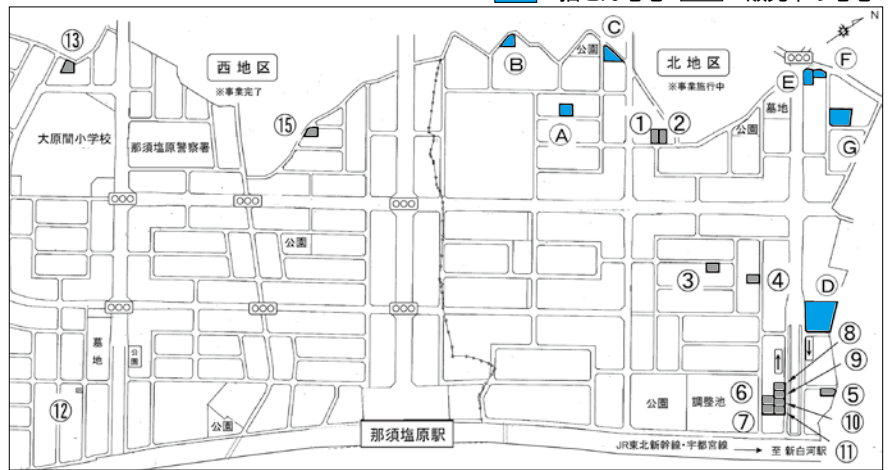 N
⑬
西地区
※事業完了
Ⓒ
公園
Ⓑ
北地区
※事業施行中
Ⓕ
Ⓔ
墓地
大原間小学校
那須塩原警察署
⑮
Ⓐ
①
②
公園
Ⓖ
公園
③
④
Ⓓ
墓地
公園
⑧
⑨
⑥
⑤
⑫
公園
公園
調整池
⑦
⑩
那須塩原駅
JR東北新幹線・宇都宮線
至 新白河駅
⑪